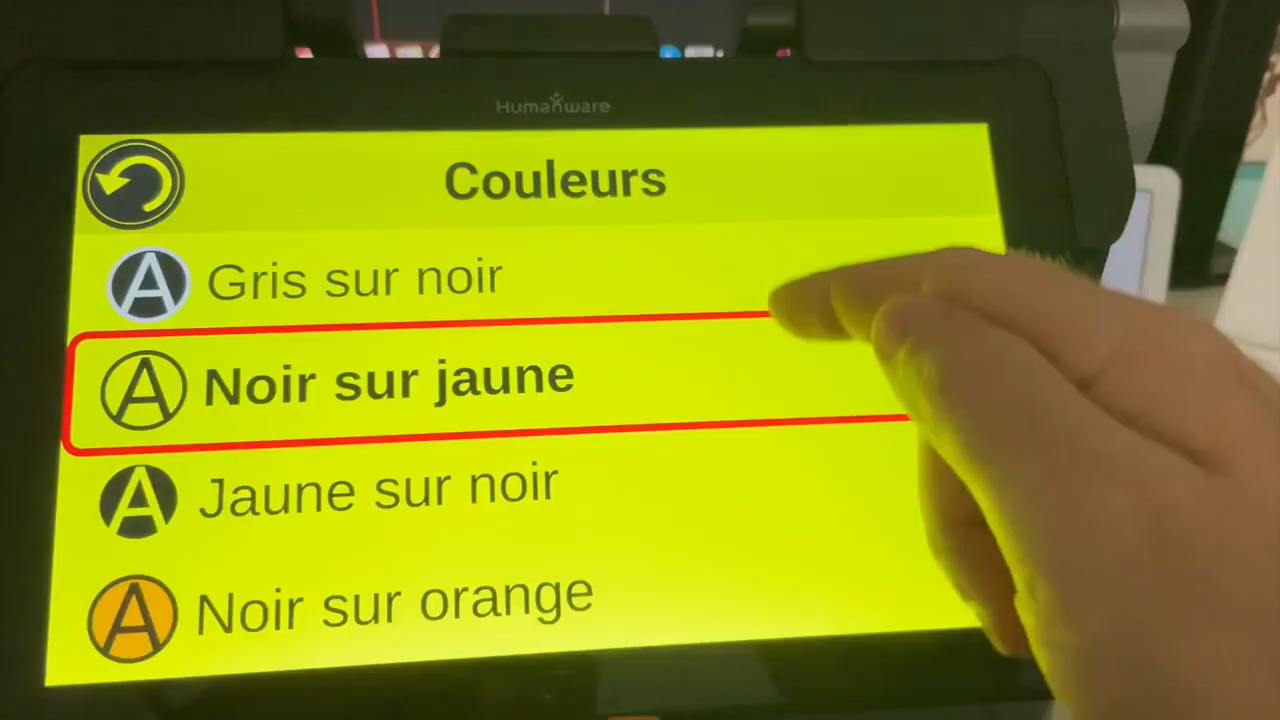 Humanware
Couleurs
A Gris sur noir
A Noir sur jaune
A Jaune sur noir
A Noir sur orange